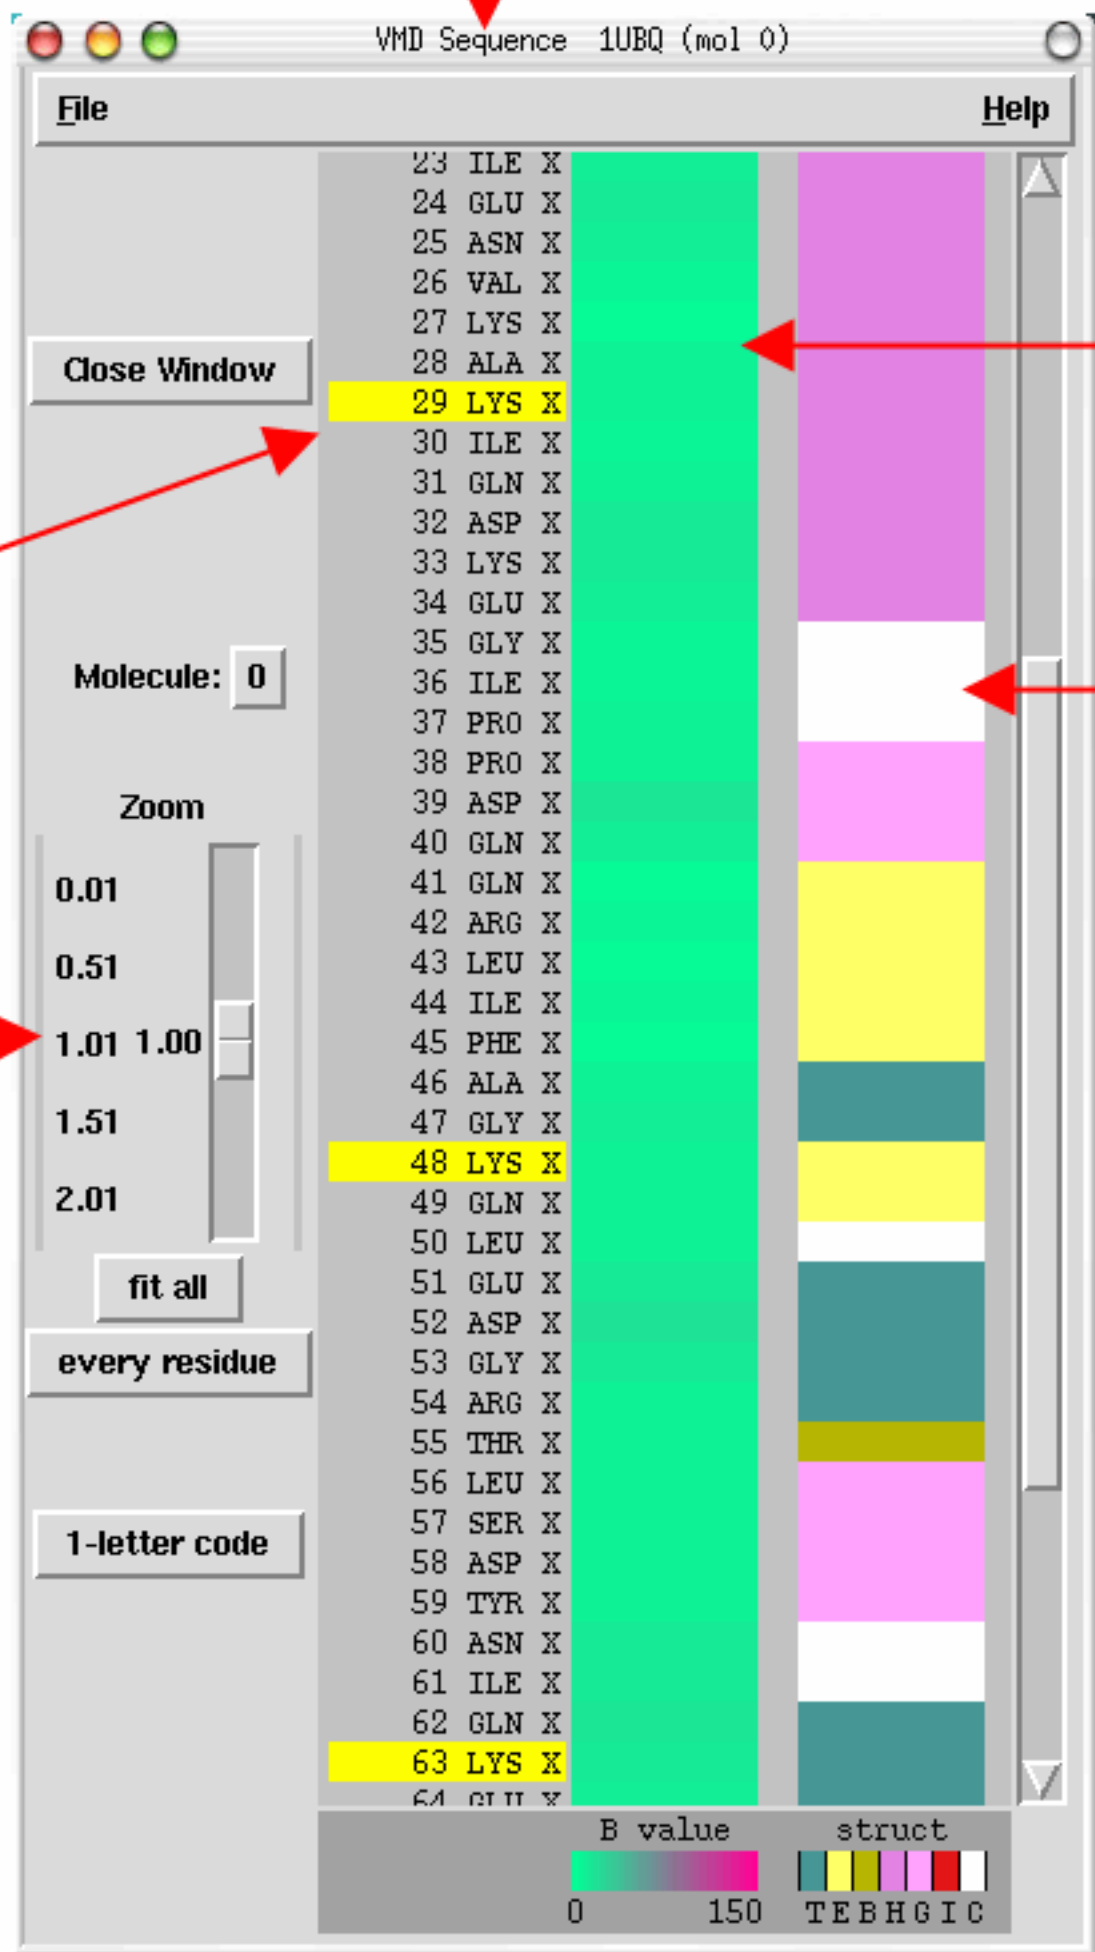 VMD Sequence 1UBQ (mol 0)
File Help
23 ILE X
24 GLU X
25 ASN X
26 VAL X
27 LYS X
28 ALA X
29 LYS X
30 ILE X
31 GLN X
32 ASP X
33 LYS X
34 GLU X
35 GLY X
36 ILE X
37 PRO X
38 PRO X
39 ASP X
40 GLN X
41 GLN X
42 ARG X
43 LEU X
44 ILE X
45 PHE X
46 ALA X
47 GLY X
48 LYS X
49 GLN X
50 LEU X
51 GLU X
52 ASP X
53 GLY X
54 ARG X
55 THR X
56 LEU X
57 SER X
58 ASP X
59 TYR X
60 ASN X
61 ILE X
62 GLN X
63 LYS X
64 GLU X
Close Window
Molecule: 0
Zoom
0.01
0.51
1.01 1.00
1.51
2.01
fit all
every residue
1-letter code
B value struct
0 150 T E B H G I C